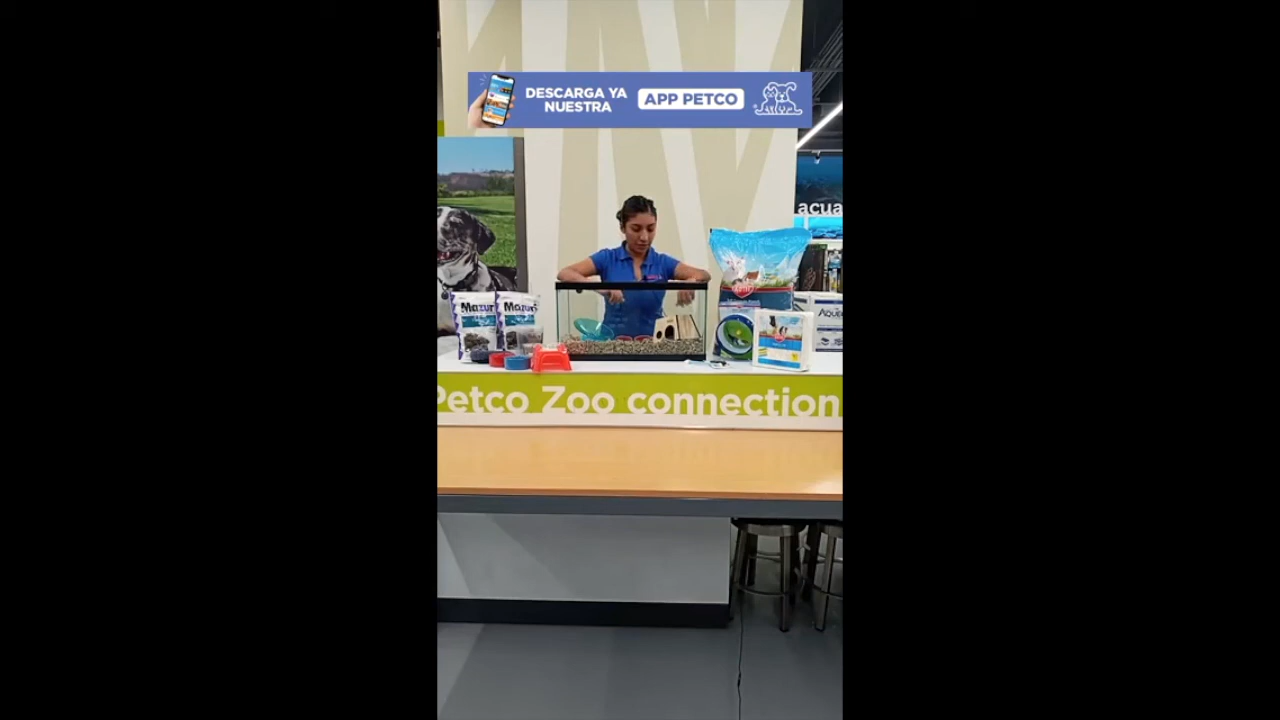 DESCARGA YA
NUESTRA
APP PETCO
acua
Mazuri
Mazuri
Petco Zoo connection